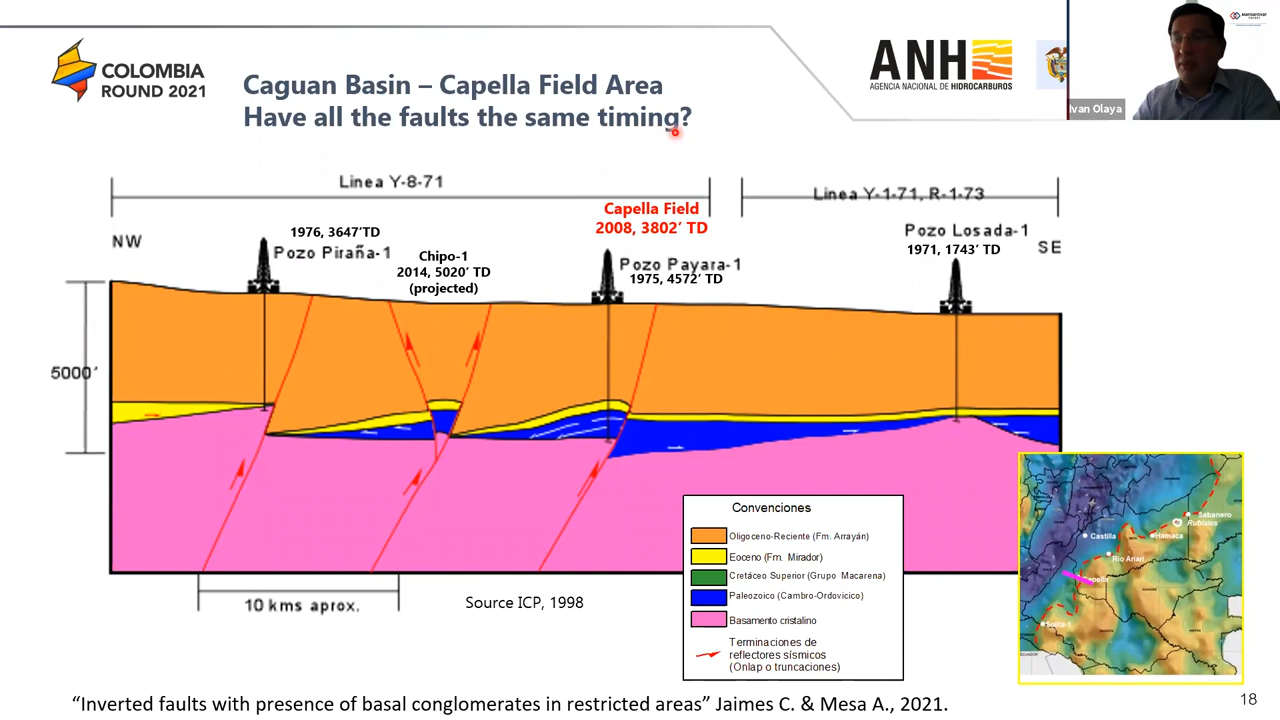 COLOMBIA
ROUND 2021
Caguan Basin – Capella Field Area
Have all the faults the same timing?
ANH
AGENCIA NACIONAL DE HIDROCARBUROS
Ivan Olaya
Linea Y-8-71
Linea Y-1-71, R-1-73
Capella Field
2008, 3802’ TD
NW
1976, 3647’TD
Pozo Piraña-1
Chipo-1
2014, 5020’ TD
(projected)
Pozo Payara-1
1975, 4572’ TD
Pozo Losada-1
1971, 1743’ TD
SE
5000’
10 kms aprox.
Source ICP, 1998
Convenciones
Oligoceno-Reciente (Fm. Arrayán)
Eoceno (Fm. Mirador)
Cretáceo Superior (Grupo Macarena)
Paleozoico (Cambro-Ordovicico)
Basamento cristalino
Terminaciones de
reflectores sísmicos
(Onlap o truncaciones)
Sabanero
Rubiales
Castilla
Hamaca
Rio Ariari
Capella
Solita-1
“Inverted faults with presence of basal conglomerates in restricted areas” Jaimes C. & Mesa A., 2021.
18